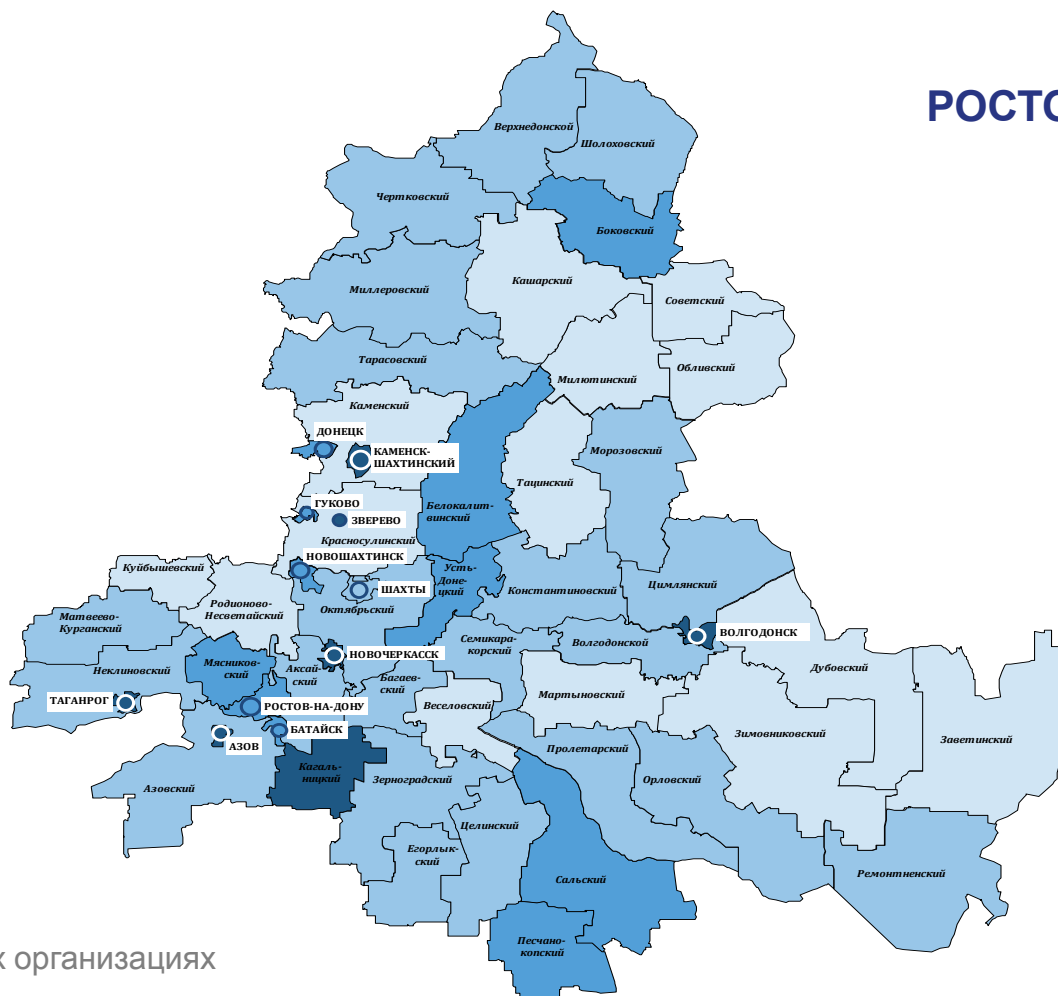 РОСТО
Верхнедонской
Шолоховский
Чертковский
Боковский
Кашарский
Миллеровский
Советский
Тарасовский
Обливский
Милютинский
Каменский
ДОНЕЦК
КАМЕНСК-
ШАХТИНСКИЙ
Морозовский
Тацинский
ГУКОВО
Белокалит-
винский
ЗВЕРЕВО
Красносулинский
НОВОШАХТИНСК
Куйбышевский
Усть-
Доне-
цкий
Цимлянский
ШАХТЫ
Константиновский
Родионово-
Несветайский
Октябрьский
Матвеево-
Курганский
ВОЛГОДОНСК
Семикара-
корский
Волгодонской
НОВОЧЕРКАССК
Мясников-
ский
Неклиновский
Аксай-
ский
Дубовский
Багаев-
ский
Мартыновский
ТАГАНРОГ
РОСТОВ-НА-ДОНУ
Веселовский
БАТАЙСК
Зимовниковский
Заветинский
АЗОВ
Пролетарский
Кагаль-
ницкий
Зерноградский
Орловский
Азовский
Целинский
Егорлык-
ский
Сальский
Ремонтненский
Песчано-
копский
х организациях